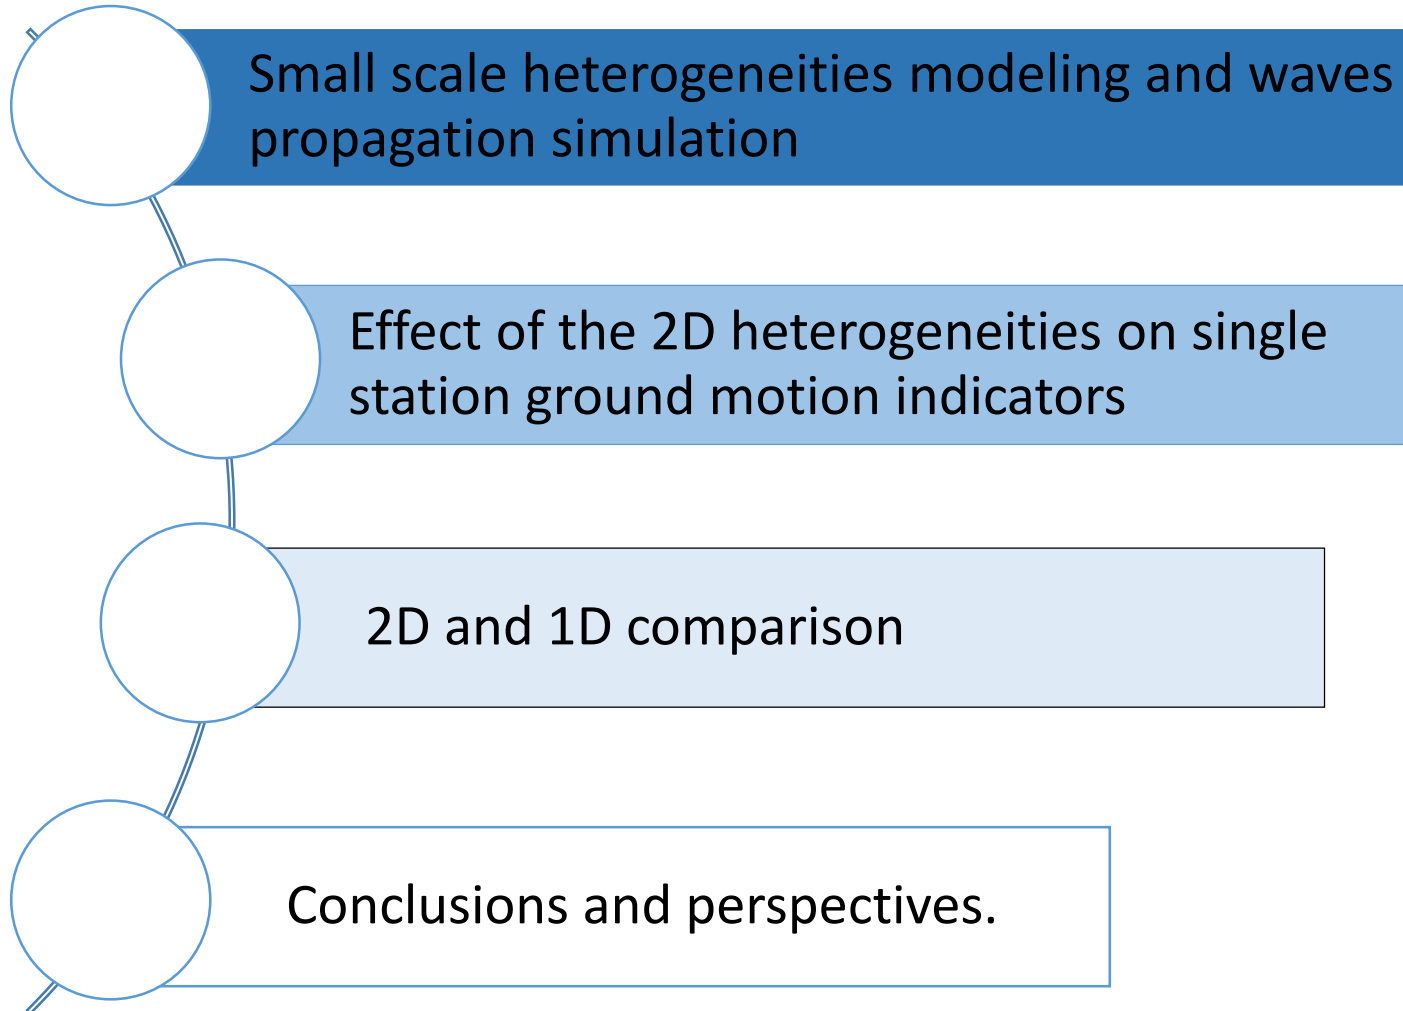 Small scale heterogeneities modeling and waves
propagation simulation
Effect of the 2D heterogeneities on single
station ground motion indicators
2D and 1D comparison
Conclusions and perspectives.